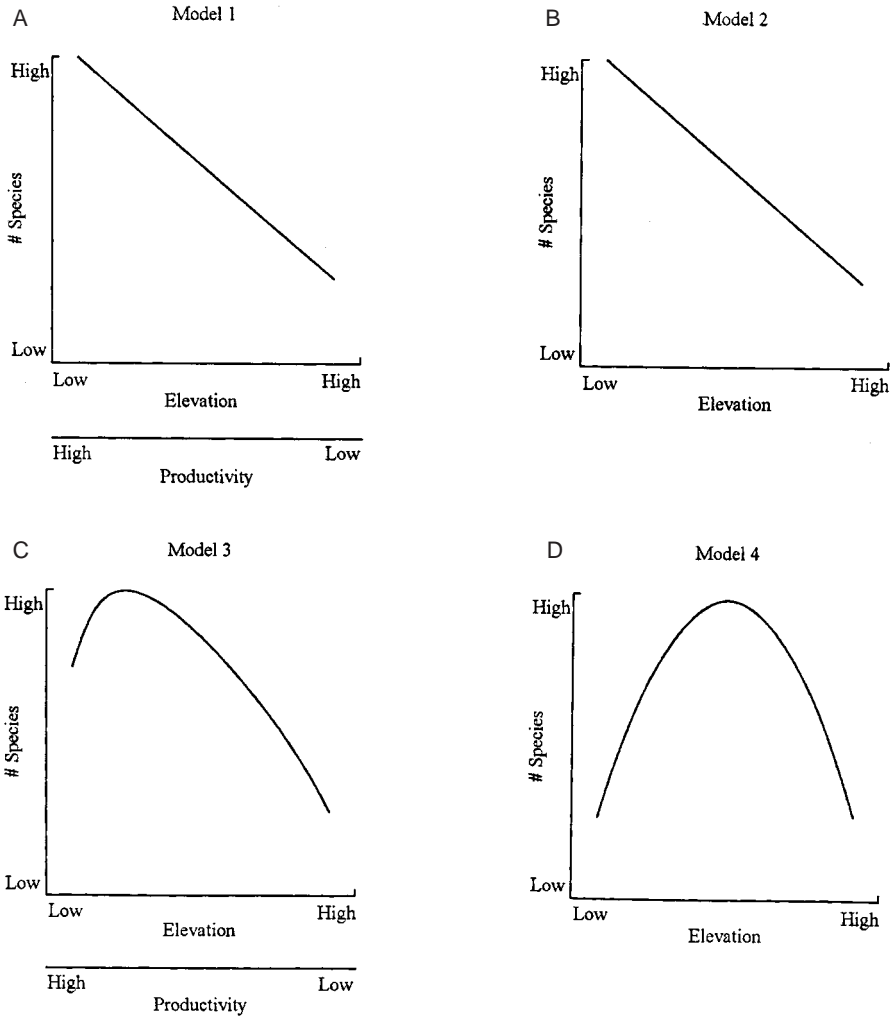 A
Model 1
High
# Species
Low
Low
High
Elevation
High
Low
Productivity
B
Model 2
High
# Species
Low
Low
High
Elevation
C
Model 3
High
# Species
Low
Low
High
Elevation
High
Low
Productivity
D
Model 4
High
# Species
Low
Low
High
Elevation